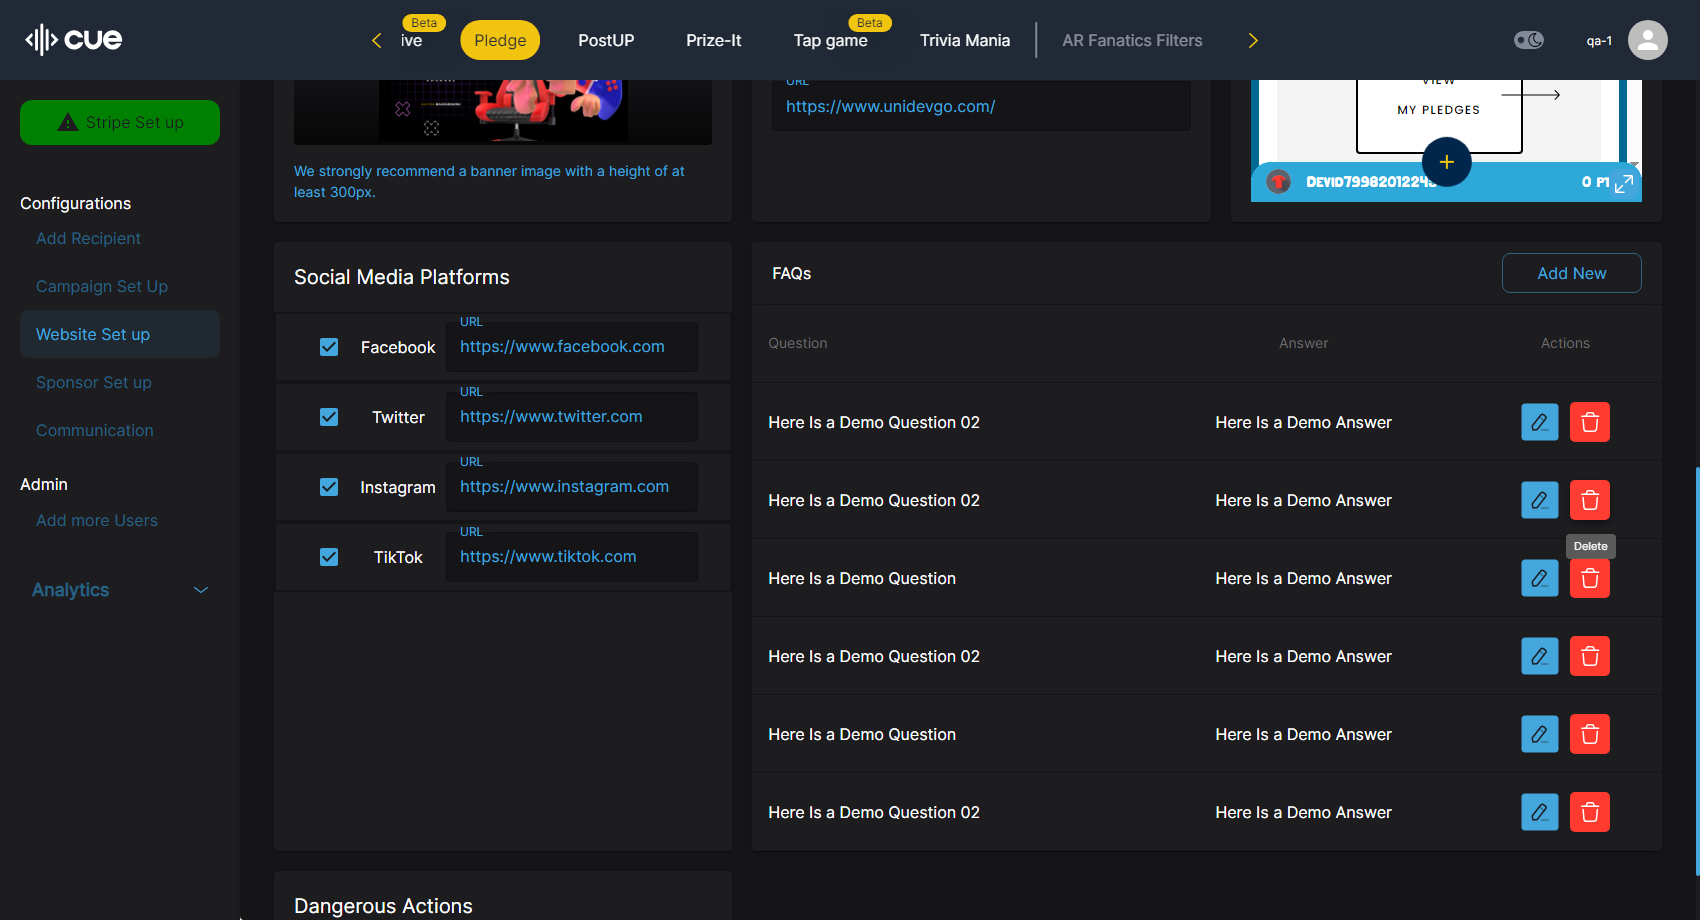 cue
Beta
ive
Pledge
PostUP
Prize-It
Beta
Tap game
Trivia Mania
AR Fanatics Filters
qa-1
Stripe Set up
Configurations
Add Recipient
Campaign Set Up
Website Set up
Sponsor Set up
Communication
Admin
Add more Users
Analytics
We strongly recommend a banner image with a height of at
least 300px.
URL
https://www.unidevgo.com/
VIEW
MY PLEDGES
+
0 PT
Social Media Platforms
Facebook
URL
https://www.facebook.com
Twitter
URL
https://www.twitter.com
Instagram
URL
https://www.instagram.com
TikTok
URL
https://www.tiktok.com
FAQs
Add New
Question Answer Actions
Here Is a Demo Question 02 Here Is a Demo Answer
Here Is a Demo Question 02 Here Is a Demo Answer
Delete
Here Is a Demo Question Here Is a Demo Answer
Here Is a Demo Question 02 Here Is a Demo Answer
Here Is a Demo Question Here Is a Demo Answer
Here Is a Demo Question 02 Here Is a Demo Answer
Dangerous Actions